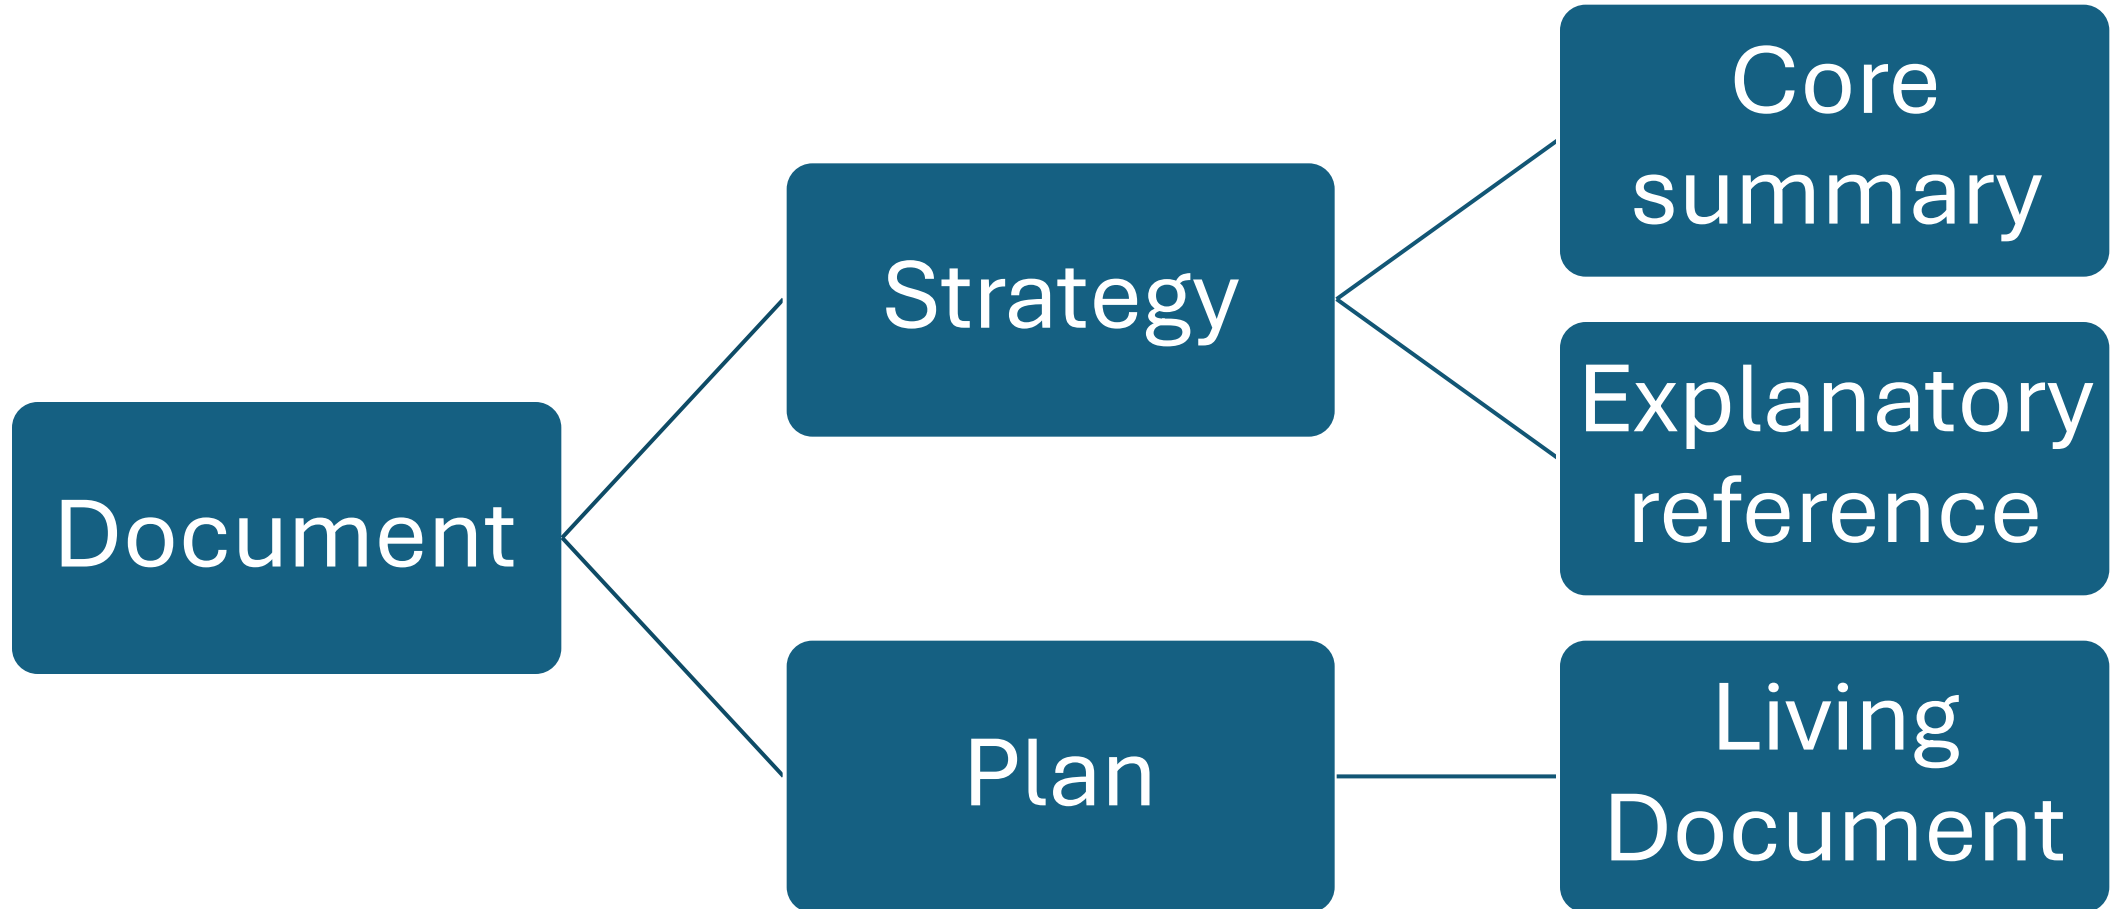 Document
Strategy
Core
summary
Explanatory
reference
Plan
Living
Document